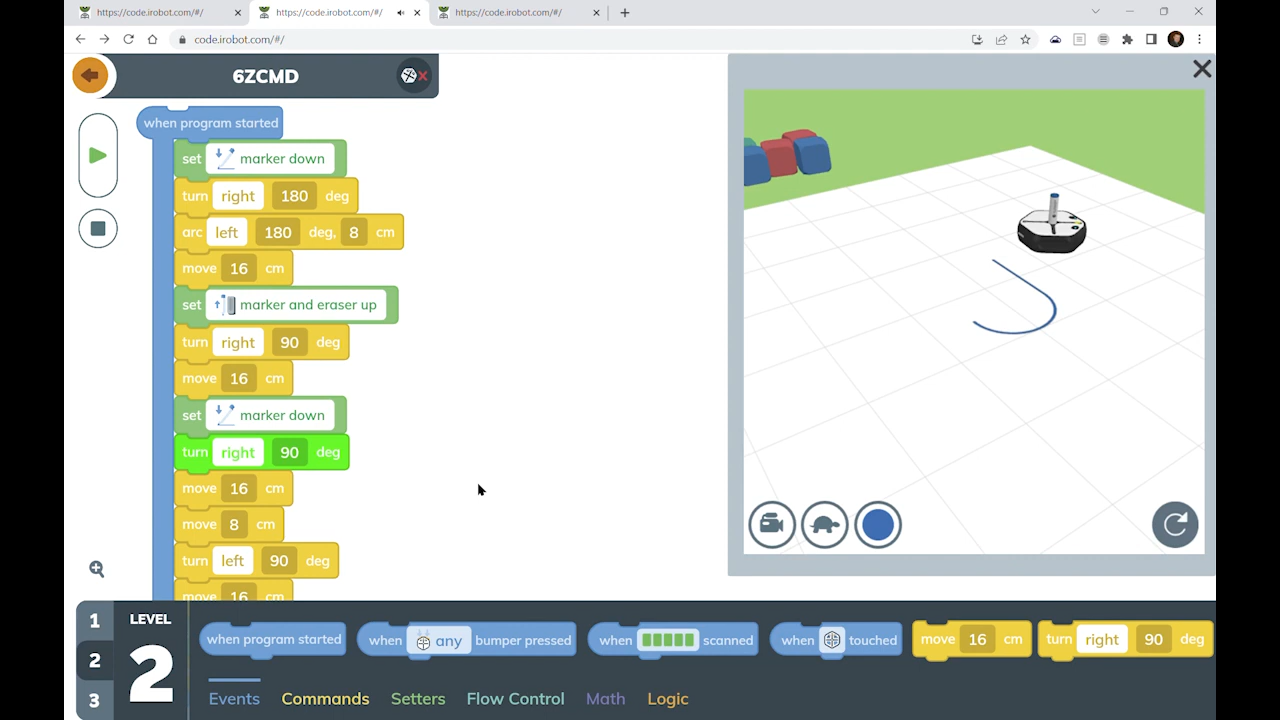 https://code.irobot.com/#/
https://code.irobot.com/#/
https://code.irobot.com/#/
code.irobot.com/#/
6ZCMD
when program started
set marker down
turn right 180 deg
arc left 180 deg, 8 cm
move 16 cm
set marker and eraser up
turn right 90 deg
move 16 cm
set marker down
turn right 90 deg
move 16 cm
move 8 cm
turn left 90 deg
move 16 cm
1
2
3
LEVEL
2
when program started
when any bumper pressed
when scanned
when touched
move 16 cm
turn right 90 deg
Events
Commands
Setters
Flow Control
Math
Logic